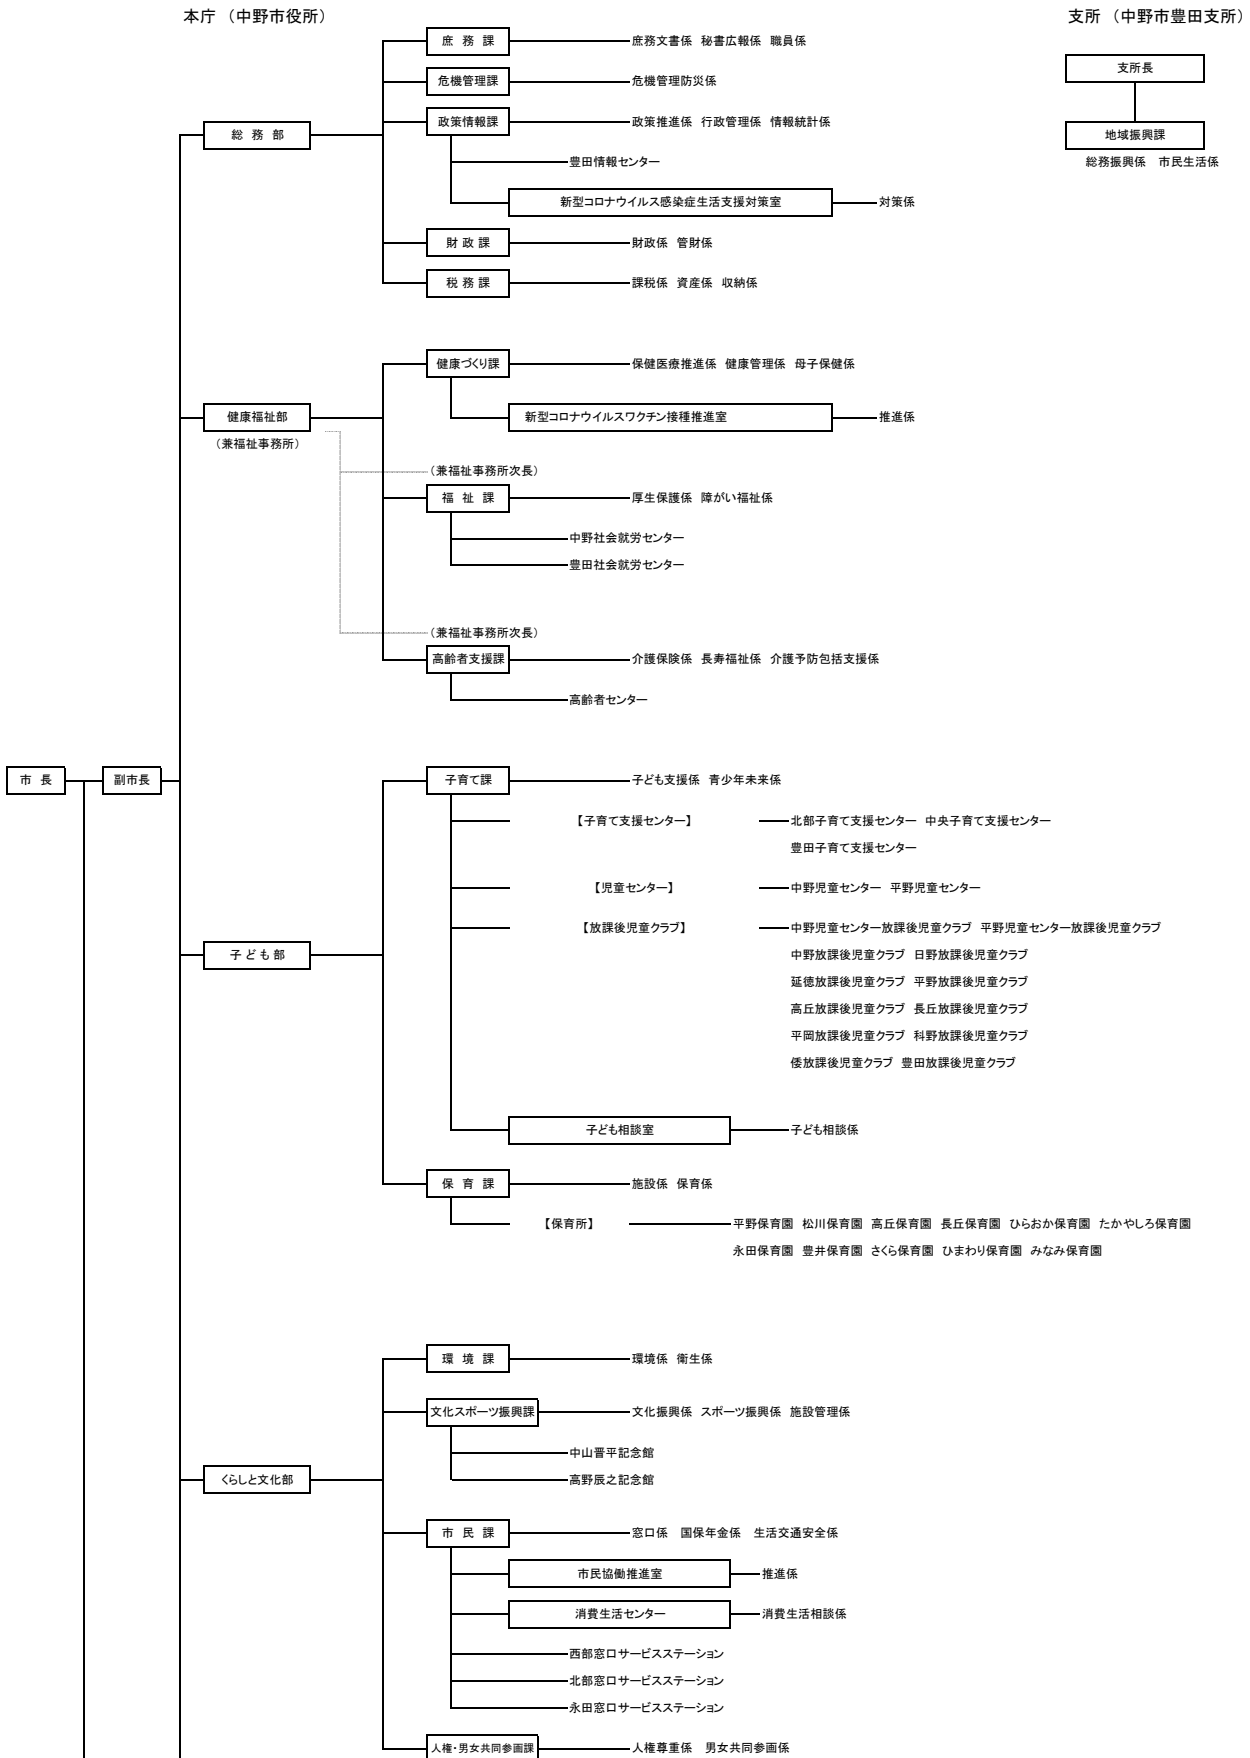 本庁 （中野市役所）
支所 （中野市豊田支所）
庶 務 課
庶務文書係 秘書広報係 職員係
支所長
危機管理課
危機管理防災係
政策情報課
政策推進係 行政管理係 情報統計係
総 務 部
地域振興課
総務振興係 市民生活係
豊田情報センター
新型コロナウイルス感染症生活支援対策室
対策係
財 政 課
財政係 管財係
税 務 課
課税係 資産係 収納係
健康づくり課
保健医療推進係 健康管理係 母子保健係
健康福祉部
新型コロナウイルスワクチン接種推進室
推進係
（兼福祉事務所）
（兼福祉事務所次長）
福 祉 課
厚生保護係 障がい福祉係
中野社会就労センター
豊田社会就労センター
（兼福祉事務所次長）
高齢者支援課
介護保険係 長寿福祉係 介護予防包括支援係
高齢者センター
市 長
副市長
子育て課
子ども支援係 青少年未来係
【子育て支援センター】
北部子育て支援センター 中央子育て支援センター
豊田子育て支援センター
【児童センター】
中野児童センター 平野児童センター
【放課後児童クラブ】
中野児童センター放課後児童クラブ 平野児童センター放課後児童クラブ
子 ど も 部
中野放課後児童クラブ 日野放課後児童クラブ
延徳放課後児童クラブ 平野放課後児童クラブ
高丘放課後児童クラブ 長丘放課後児童クラブ
平岡放課後児童クラブ 科野放課後児童クラブ
倭放課後児童クラブ 豊田放課後児童クラブ
子ども相談室
子ども相談係
保 育 課
施設係 保育係
【保育所】
平野保育園 松川保育園 高丘保育園 長丘保育園 ひらおか保育園 たかやしろ保育園
永田保育園 豊井保育園 さくら保育園 ひまわり保育園 みなみ保育園
環 境 課
環境係 衛生係
文化スポーツ振興課
文化振興係 スポーツ振興係 施設管理係
中山晋平記念館
くらしと文化部
高野辰之記念館
市 民 課
窓口係 国保年金係 生活交通安全係
市民協働推進室
推進係
消費生活センター
消費生活相談係
西部窓口サービスステーション
北部窓口サービスステーション
永田窓口サービスステーション
人権・男女共同参画課
人権尊重係 男女共同参画係